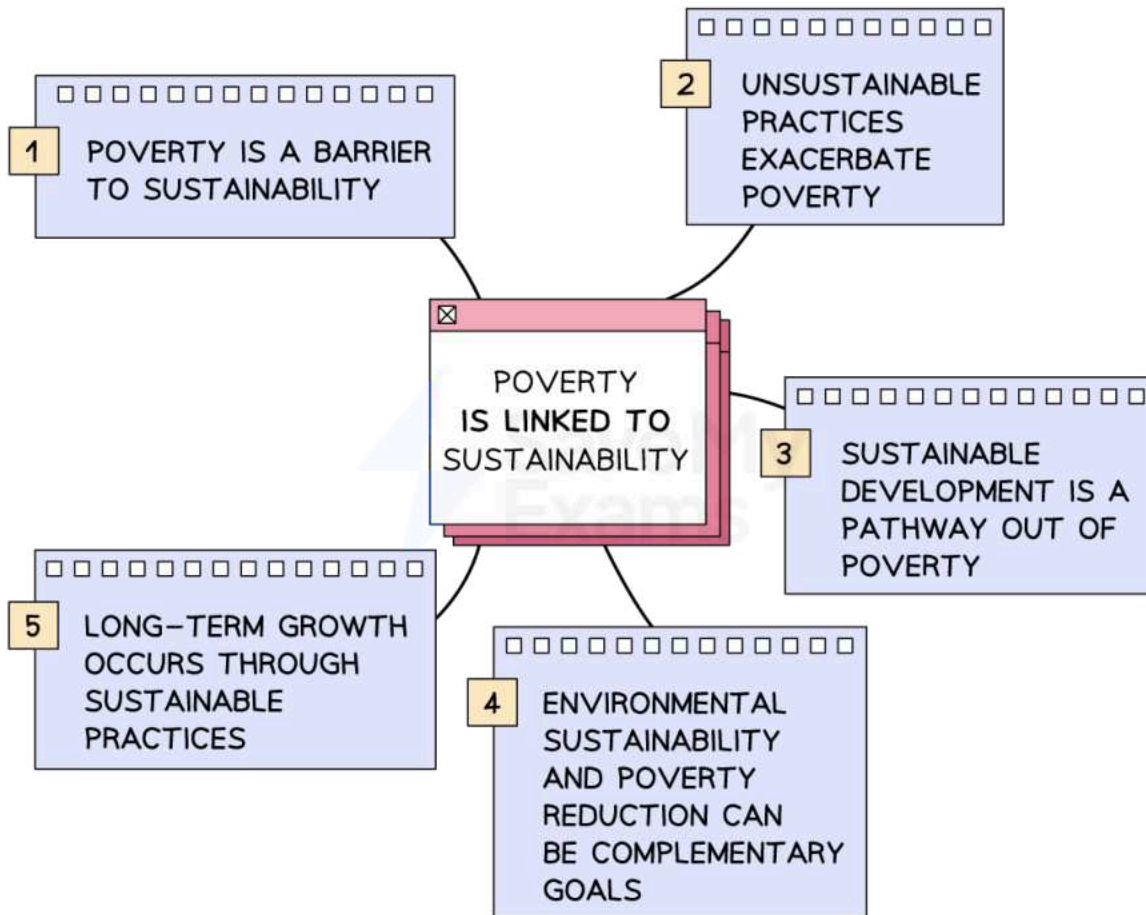 1
POVERTY IS A BARRIER
TO SUSTAINABILITY
2
UNSUSTAINABLE
PRACTICES
EXACERBATE
POVERTY
POVERTY
IS LINKED TO
SUSTAINABILITY
SaveMy
Exams
3
SUSTAINABLE
DEVELOPMENT IS A
PATHWAY OUT OF
POVERTY
4
ENVIRONMENTAL
SUSTAINABILITY
AND POVERTY
REDUCTION CAN
BE COMPLEMENTARY
GOALS
5
LONG-TERM GROWTH
OCCURS THROUGH
SUSTAINABLE
PRACTICES